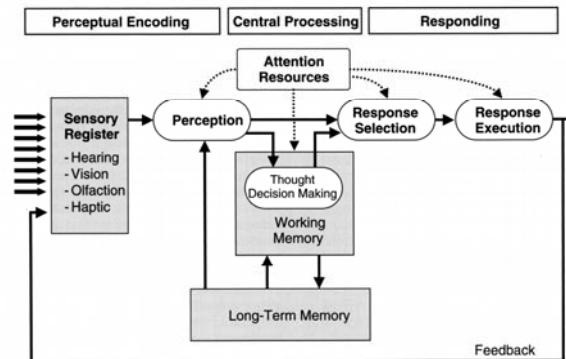 Perceptual Encoding
Central Processing
Responding
Attention
Resources
Sensory
Register
- Hearing
- Vision
- Olfaction
- Haptic
Perception
Response
Selection
Response
Execution
Thought
Decision Making
Working
Memory
Long-Term Memory
Feedback